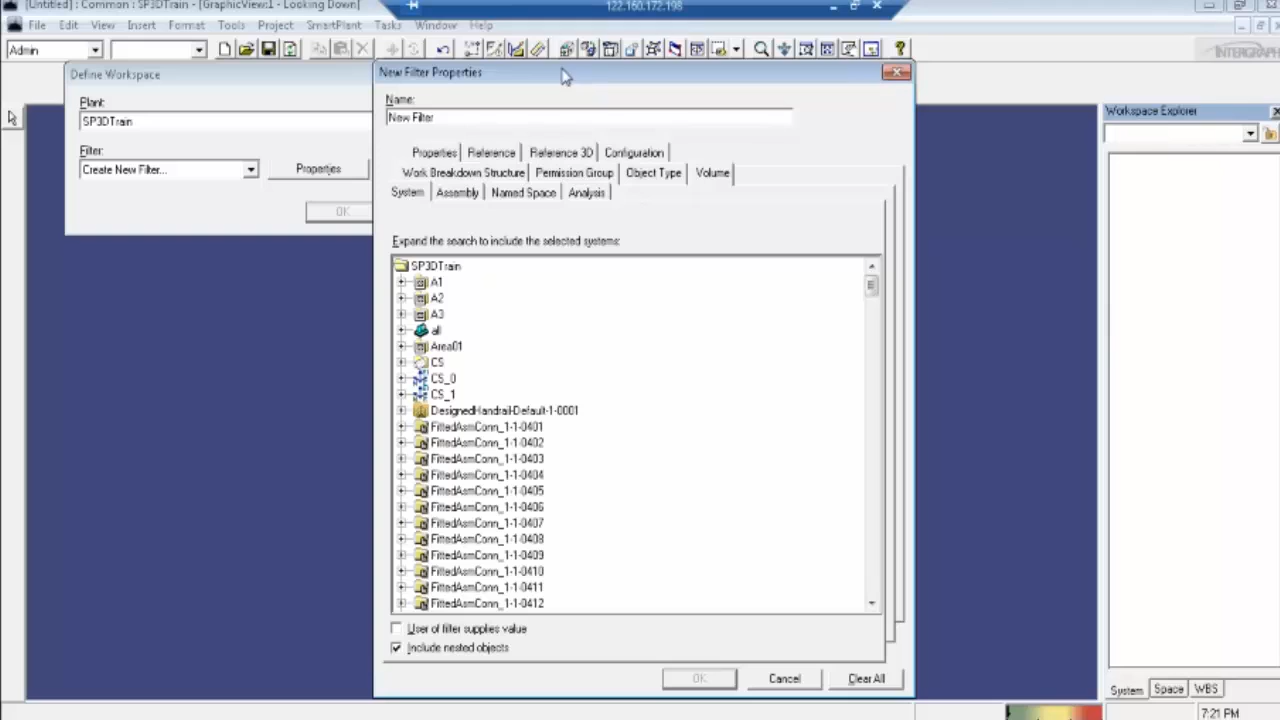 [Untitled] : Common : SP3DTrain - [GraphicView:1 - Looking Down]
122.160.172.198
File Edit View Insert Format Tools Project SmartPlant Tasks Window Help
Admin
INTERGRAPH
Define Workspace
Plant:
SP3DTrain
Filter:
Create New Filter...
Properties
OK
New Filter Properties
Name:
New Filter
Properties Reference Reference 3D Configuration
Work Breakdown Structure Permission Group Object Type Volume
System Assembly Named Space Analysis
Expand the search to include the selected systems:
SP3DTrain
A1
A2
A3
all
Area01
CS
CS_0
CS_1
DesignedHandrail-Default-1-0001
FittedAsmConn_1-1-0401
FittedAsmConn_1-1-0402
FittedAsmConn_1-1-0403
FittedAsmConn_1-1-0404
FittedAsmConn_1-1-0405
FittedAsmConn_1-1-0406
FittedAsmConn_1-1-0407
FittedAsmConn_1-1-0408
FittedAsmConn_1-1-0409
FittedAsmConn_1-1-0410
FittedAsmConn_1-1-0411
FittedAsmConn_1-1-0412
User of filter supplies value
Include nested objects
OK Cancel Clear All
Workspace Explorer
System Space WBS
7:21 PM